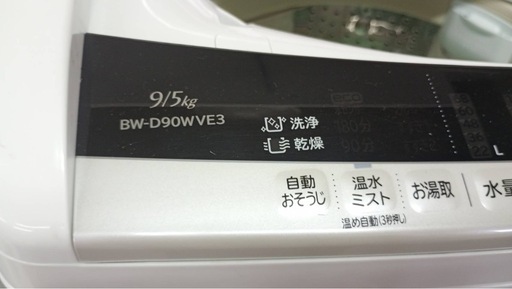 9/5kg
BW-D90WVE3
洗浄
乾燥
L
自動
おそうじ
温水
ミスト
お湯取
水量
温め自動(3秒押し)